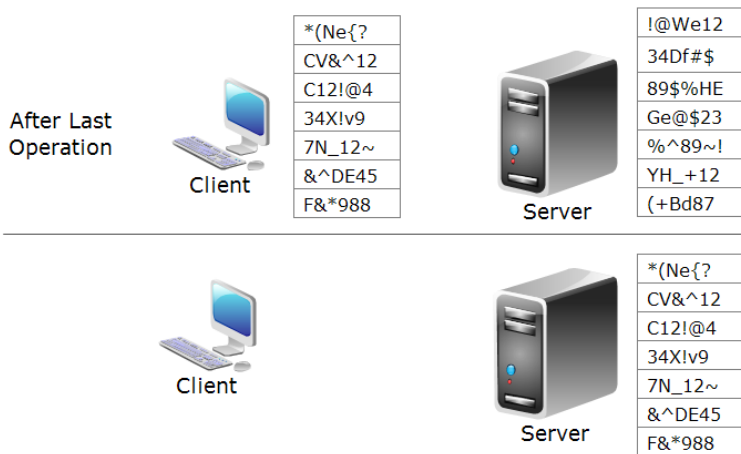 After Last
Operation
Client
*(Ne{?
CV&^12
C12!@4
34X!v9
7N_12~
&^DE45
F&*988
Server
!@We12
34Df#$
89$%HE
Ge@$23
%^89~!
YH_+12
(+Bd87
Client
Server
*(Ne{?
CV&^12
C12!@4
34X!v9
7N_12~
&^DE45
F&*988